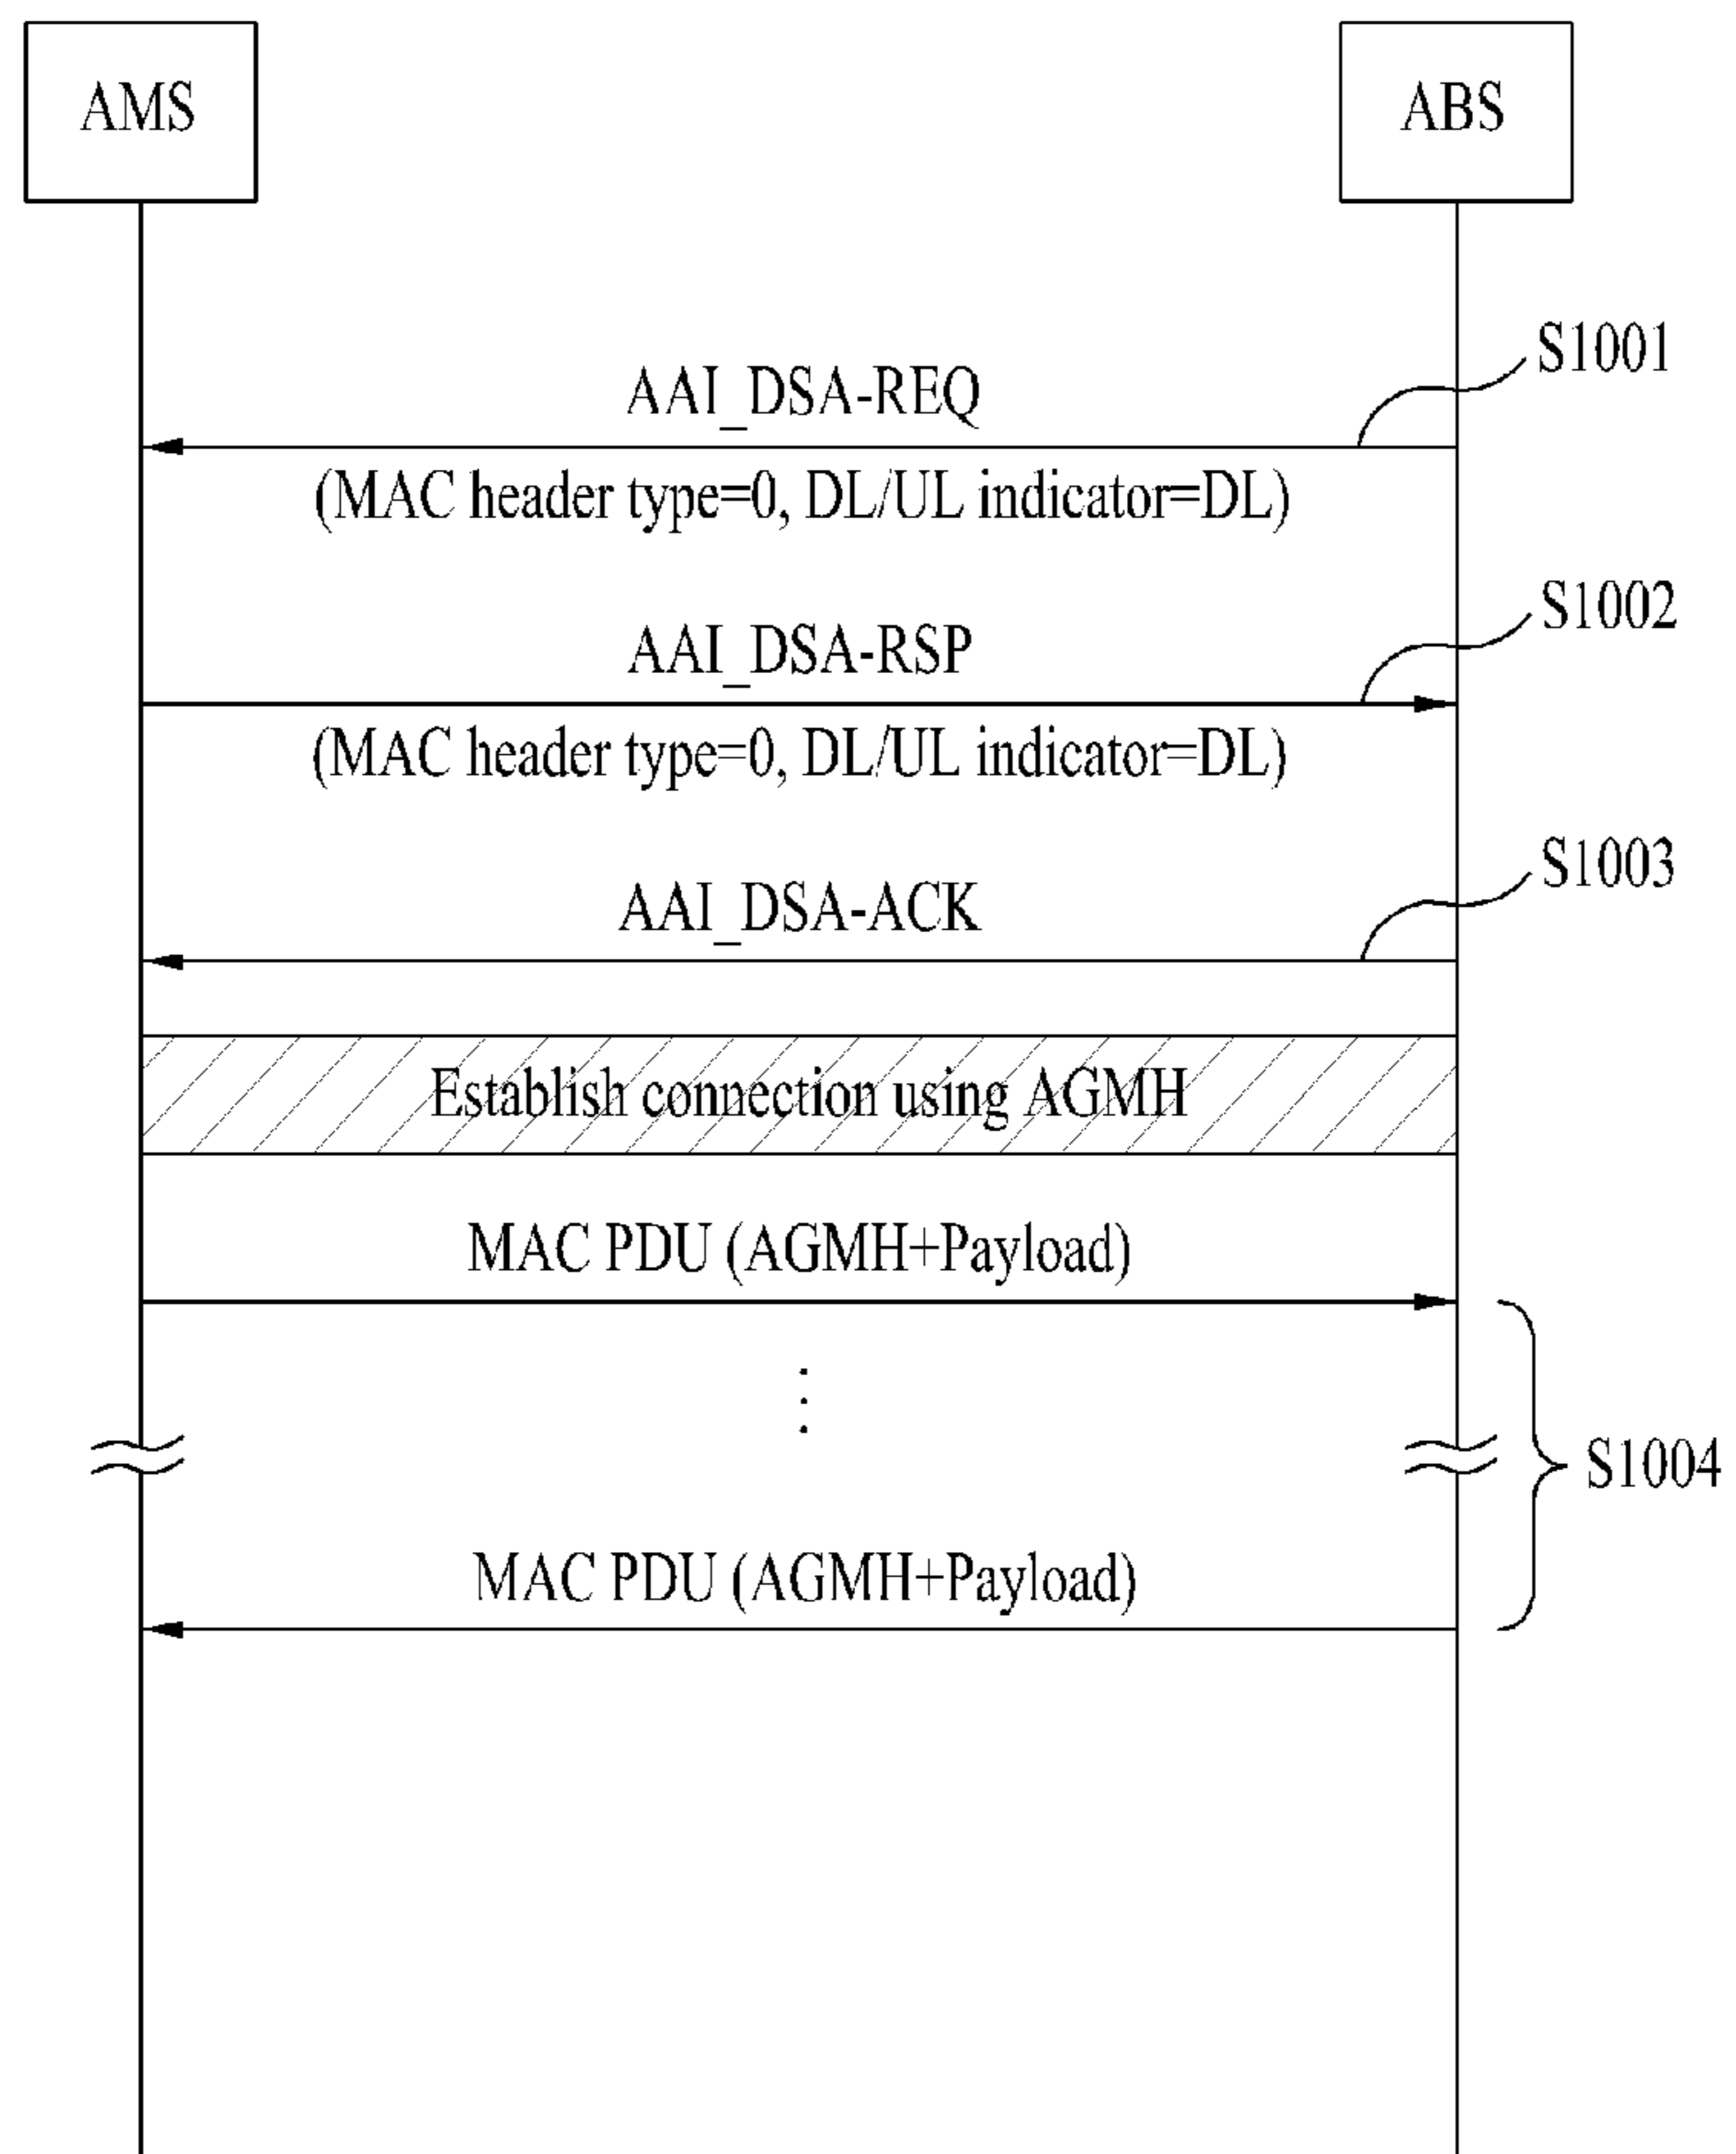 AMS
ABS
S1001
AAI_DSA-REQ
(MAC header type=0, DL/UL indicator=DL)
S1002
AAI_DSA-RSP
(MAC header type=0, DL/UL indicator=DL)
S1003
AAI_DSA-ACK
Establish connection using AGMH
MAC PDU (AGMH+Payload)
S1004
MAC PDU (AGMH+Payload)